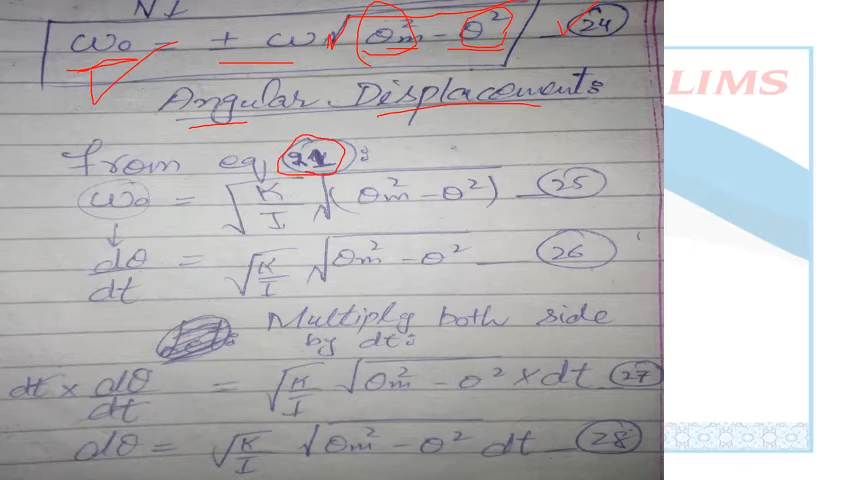 ω₀ = ± ω √θm² − θ² — (24)
LIMS
Angular Displacements
from eq (21):
ω₀ = √K/I √(θm² − θ²) — (25)
↓
dθ/dt = √K/I √θm² − θ² — (26)
Multiply both side
by dt:
dt × dθ/dt = √K/I √θm² − θ² × dt (27)
dθ = √K/I √θm² − θ² dt — (28)